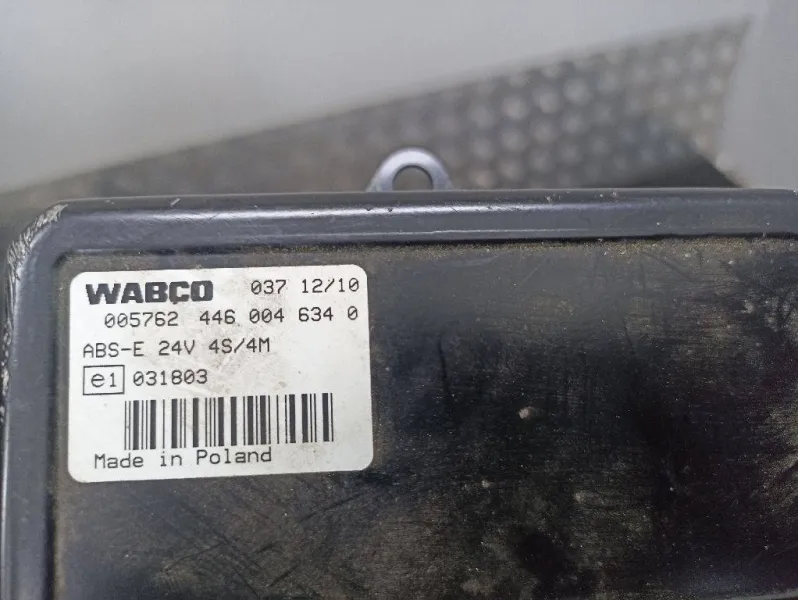 WABCO 037 12/10
005762 446 004 634 0
ABS-E 24V 4S/4M
e1 031803
Made in Poland